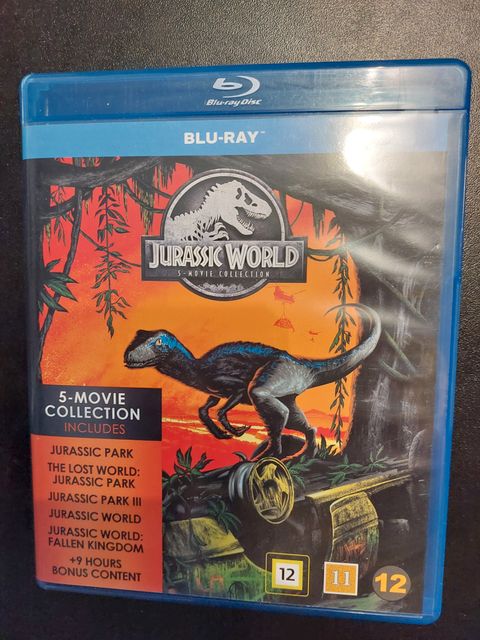 Blu-ray Disc
BLU-RAY™
JURASSIC WORLD
5-MOVIE COLLECTION
5-MOVIE
COLLECTION
INCLUDES
JURASSIC PARK
THE LOST WORLD:
JURASSIC PARK
JURASSIC PARK III
JURASSIC WORLD
JURASSIC WORLD:
FALLEN KINGDOM
+9 HOURS
BONUS CONTENT
12
11
12